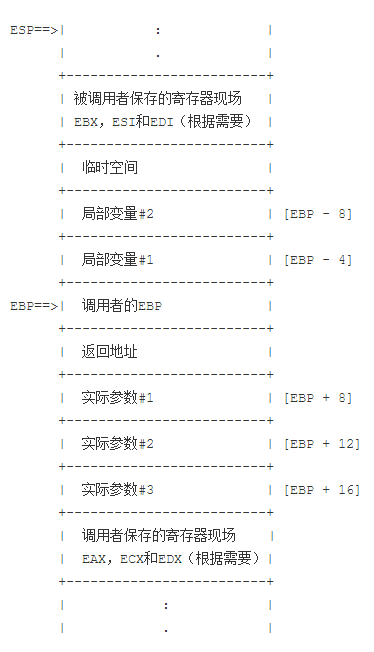 ESP==>|            :             |
      |            .             |
      +-------------------------+
      | 被调用者保存的寄存器现场   |
      | EBX，ESI和EDI（根据需要） |
      +-------------------------+
      |  临时空间                |
      +-------------------------+
      |  局部变量#2              | [EBP - 8]
      +-------------------------+
      |  局部变量#1              | [EBP - 4]
      +-------------------------+
EBP==>|  调用者的EBP             |
      +-------------------------+
      |  返回地址                |
      +-------------------------+
      |  实际参数#1              | [EBP + 8]
      +-------------------------+
      |  实际参数#2              | [EBP + 12]
      +-------------------------+
      |  实际参数#3              | [EBP + 16]
      +-------------------------+
      |  调用者保存的寄存器现场    |
      |  EAX，ECX和EDX（根据需要）|
      +-------------------------+
      |            :             |
      |            .             |